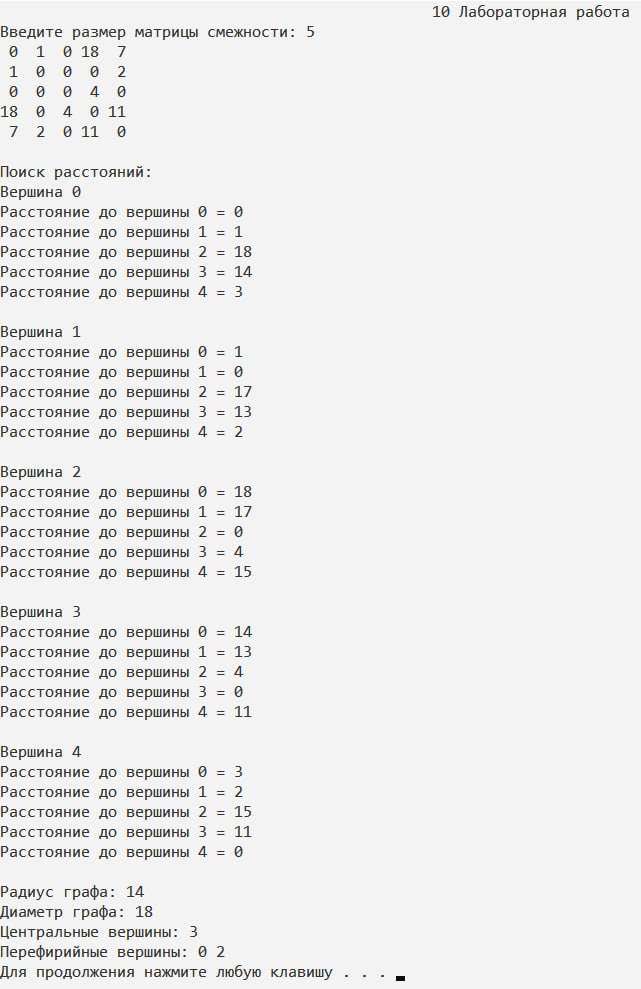 10 Лабораторная работа
Введите размер матрицы смежности: 5
 0  1  0 18  7
 1  0  0  0  2
 0  0  0  4  0
18  0  4  0 11
 7  2  0 11  0
Поиск расстояний:
Вершина 0
Расстояние до вершины 0 = 0
Расстояние до вершины 1 = 1
Расстояние до вершины 2 = 18
Расстояние до вершины 3 = 14
Расстояние до вершины 4 = 3
Вершина 1
Расстояние до вершины 0 = 1
Расстояние до вершины 1 = 0
Расстояние до вершины 2 = 17
Расстояние до вершины 3 = 13
Расстояние до вершины 4 = 2
Вершина 2
Расстояние до вершины 0 = 18
Расстояние до вершины 1 = 17
Расстояние до вершины 2 = 0
Расстояние до вершины 3 = 4
Расстояние до вершины 4 = 15
Вершина 3
Расстояние до вершины 0 = 14
Расстояние до вершины 1 = 13
Расстояние до вершины 2 = 4
Расстояние до вершины 3 = 0
Расстояние до вершины 4 = 11
Вершина 4
Расстояние до вершины 0 = 3
Расстояние до вершины 1 = 2
Расстояние до вершины 2 = 15
Расстояние до вершины 3 = 11
Расстояние до вершины 4 = 0
Радиус графа: 14
Диаметр графа: 18
Центральные вершины: 3
Перефирийные вершины: 0 2
Для продолжения нажмите любую клавишу . . .